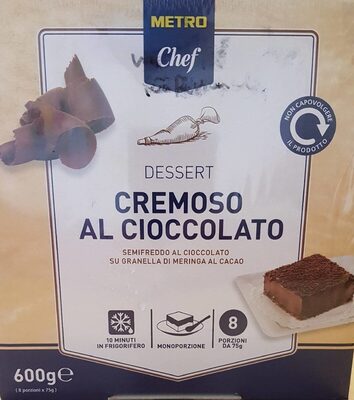 METRO
Chef
NON CAPOVOLGERE
IL PRODOTTO
DESSERT
CREMOSO
AL CIOCCOLATO
SEMIFREDDO AL CIOCCOLATO
SU GRANELLA DI MERINGA AL CACAO
10 MINUTI
IN FRIGORIFERO
MONOPORZIONE
8
PORZIONI
DA 75g
600g e
( 8 porzioni x 75g )